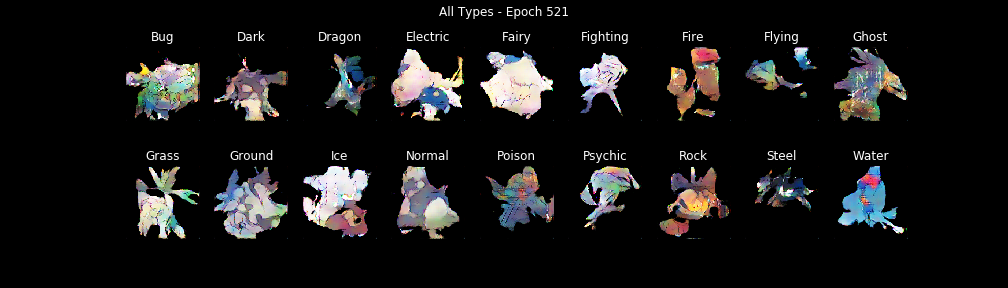 All Types - Epoch 521
Bug Dark Dragon Electric Fairy Fighting Fire Flying Ghost
Grass Ground Ice Normal Poison Psychic Rock Steel Water